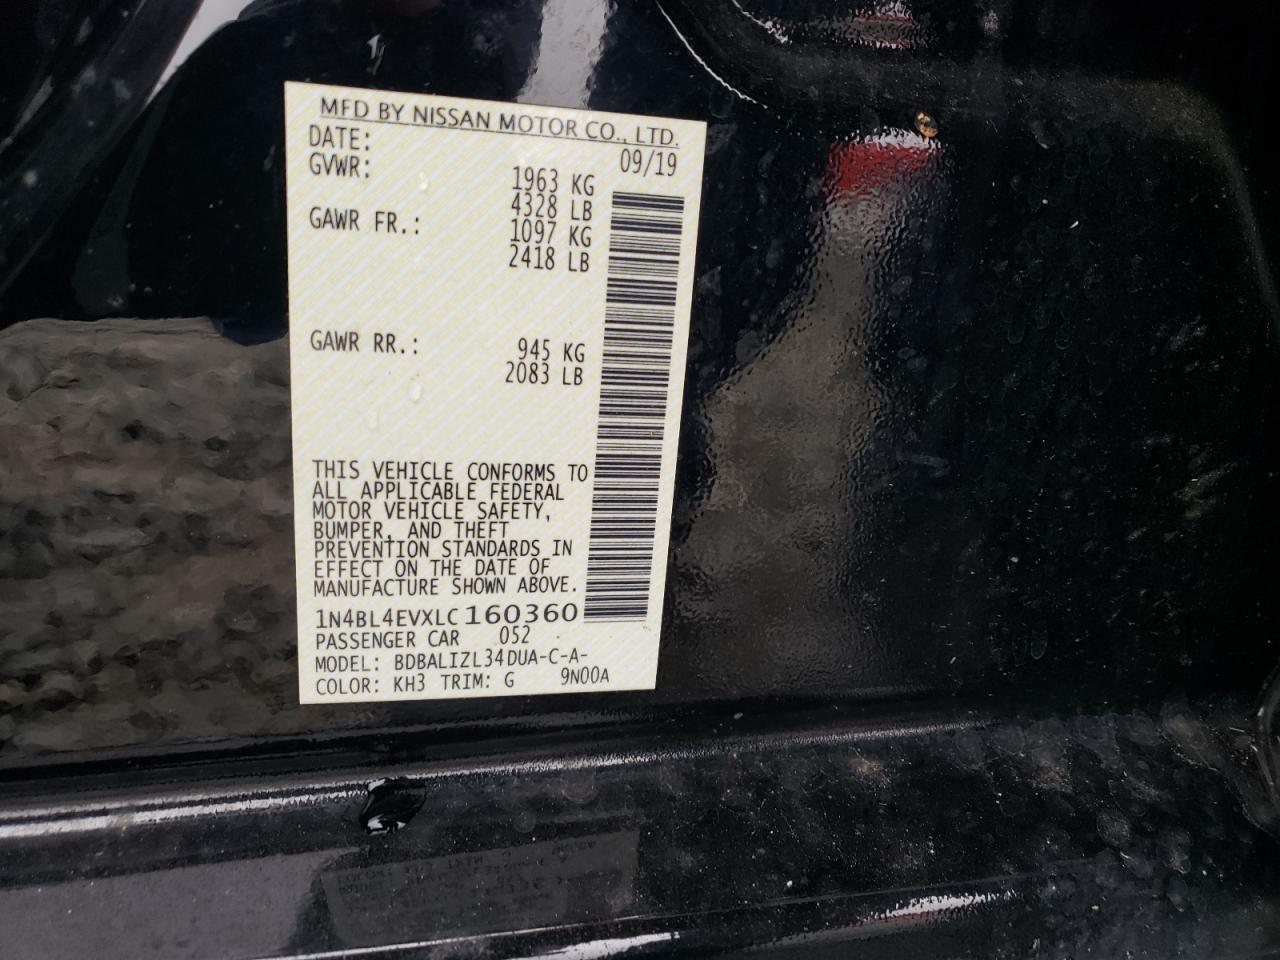 MFD BY NISSAN MOTOR CO., LTD.
DATE: 09/19
GVWR: 1963 KG
4328 LB
GAWR FR.: 1097 KG
2418 LB
GAWR RR.: 945 KG
2083 LB
THIS VEHICLE CONFORMS TO
ALL APPLICABLE FEDERAL
MOTOR VEHICLE SAFETY,
BUMPER, AND THEFT
PREVENTION STANDARDS IN
EFFECT ON THE DATE OF
MANUFACTURE SHOWN ABOVE.
1N4BL4EVXLC160360
PASSENGER CAR 052
MODEL: BDBALIZL34DUA-C-A-
COLOR: KH3 TRIM: G 9N00A